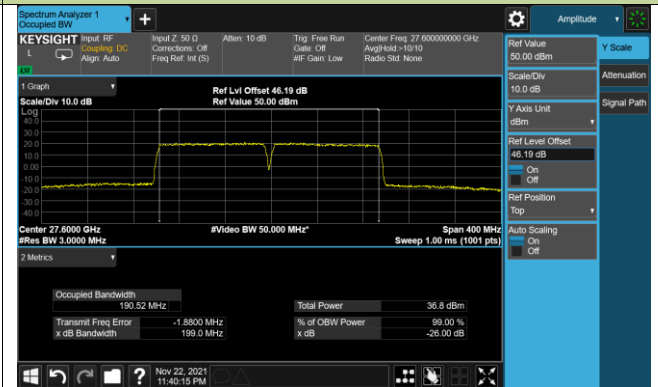 Spectrum Analyzer 1
Occupied BW
+
Amplitude
KEYSIGHT
Input: RF
Coupling: DC
Align: Auto
Input Z: 50 Ω
Corrections: Off
Freq Ref: Int (S)
Atten: 10 dB
Trig: Free Run
Gate: Off
#IF Gain: Low
Center Freq: 27.600000000 GHz
Avg|Hold:>10/10
Radio Std: None
L
Ref Value
50.00 dBm
Y Scale
Scale/Div
10.0 dB
Attenuation
Signal Path
Y Axis Unit
dBm
Ref Level Offset
46.19 dB
On
Off
Ref Position
Top
Auto Scaling
On
Off
1 Graph
Scale/Div 10.0 dB
Ref Lvl Offset 46.19 dB
Ref Value 50.00 dBm
Log
40.0
30.0
20.0
10.0
0.00
-10.0
-20.0
-30.0
-40.0
Center 27.6000 GHz
#Res BW 3.0000 MHz
#Video BW 50.000 MHz*
Span 400 MHz
Sweep 1.00 ms (1001 pts)
2 Metrics
Occupied Bandwidth
190.52 MHz
Total Power 36.8 dBm
Transmit Freq Error -1.8800 MHz
% of OBW Power 99.00 %
x dB Bandwidth 199.0 MHz
x dB -26.00 dB
?
Nov 22, 2021
11:40:15 PM